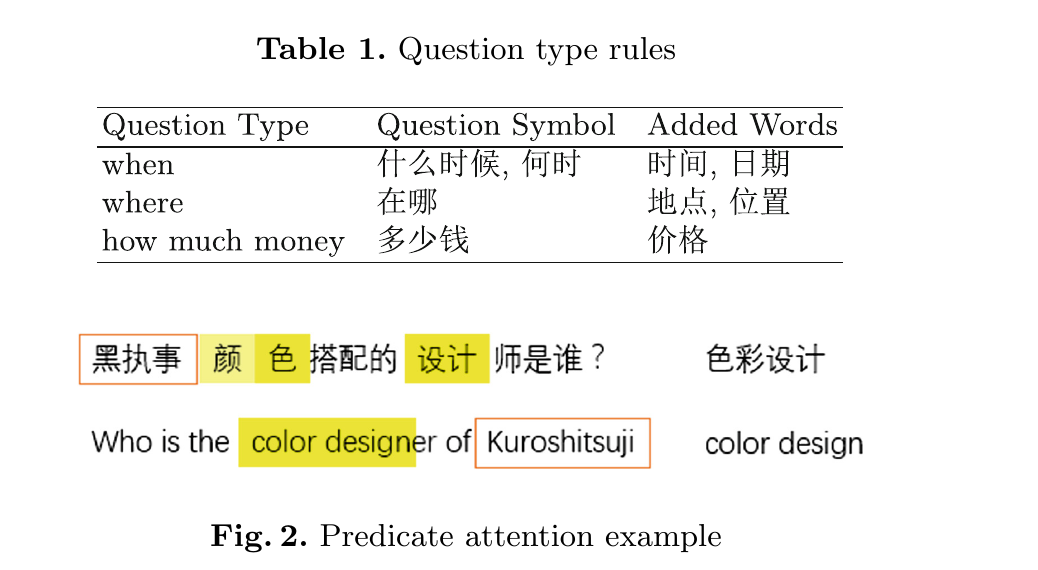 Table 1. Question type rules
Question Type Question Symbol Added Words
when 什么时候, 何时 时间, 日期
where 在哪 地点, 位置
how much money 多少钱 价格
黑执事 颜色搭配的 设计 师是谁？ 色彩设计
Who is the color designer of Kuroshitsuji color design
Fig. 2. Predicate attention example